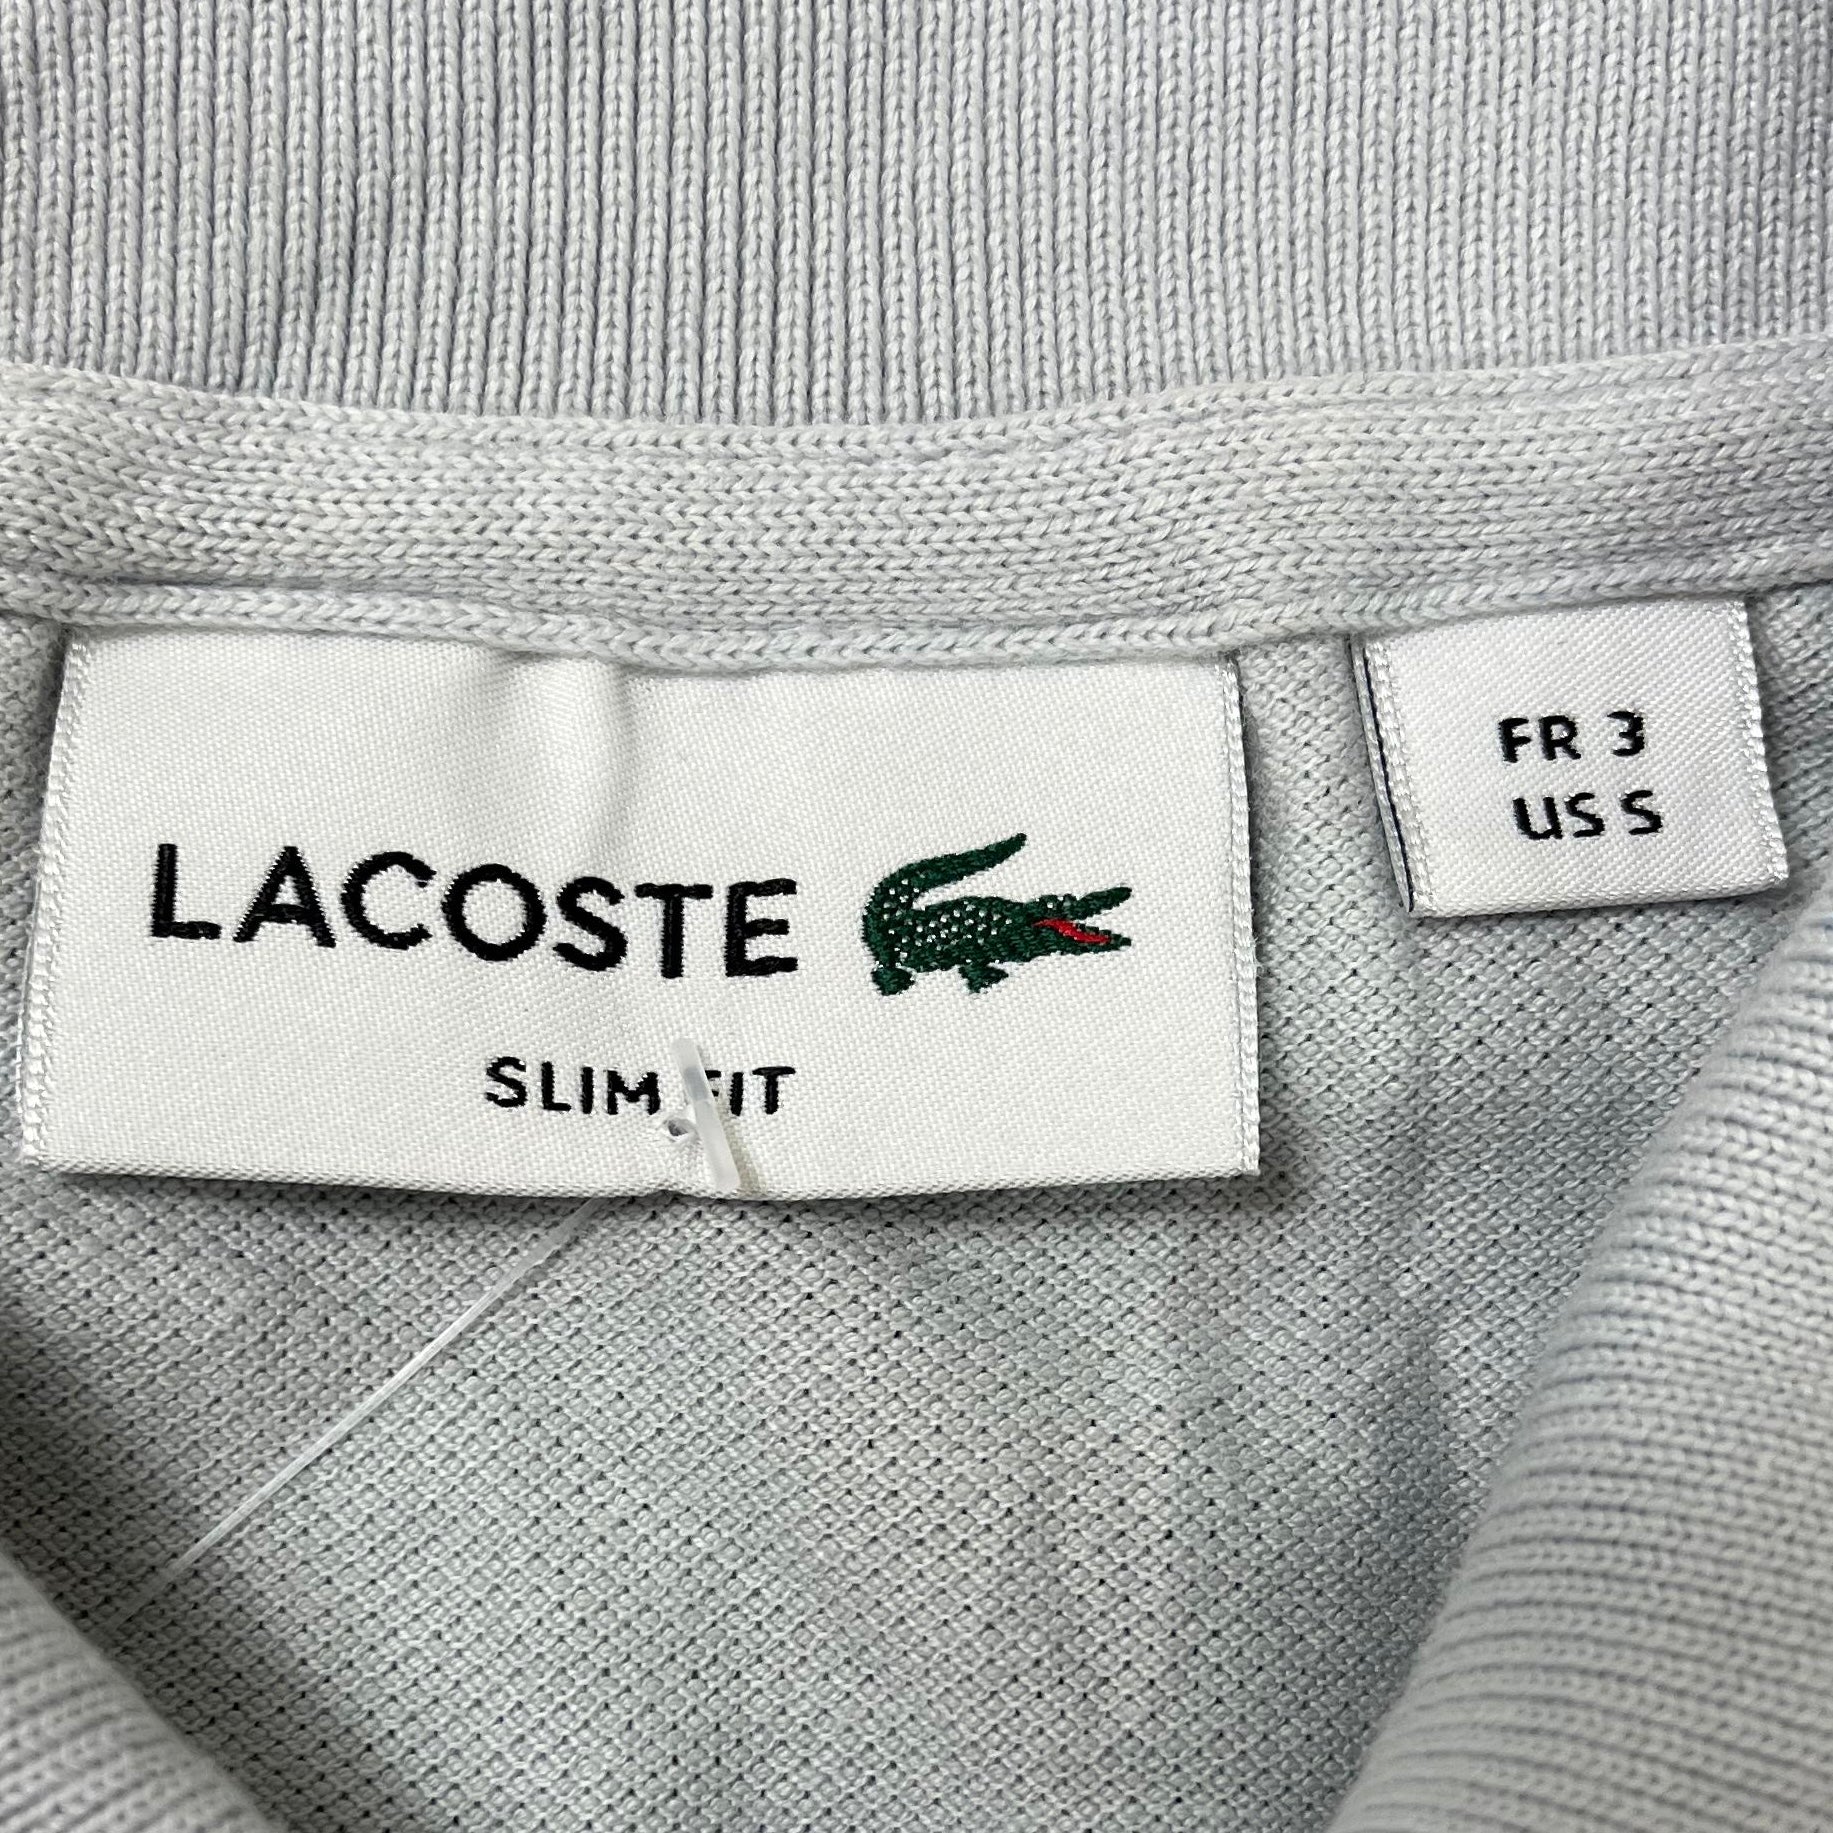 LACOSTE
SLIM FIT
FR 3
US S